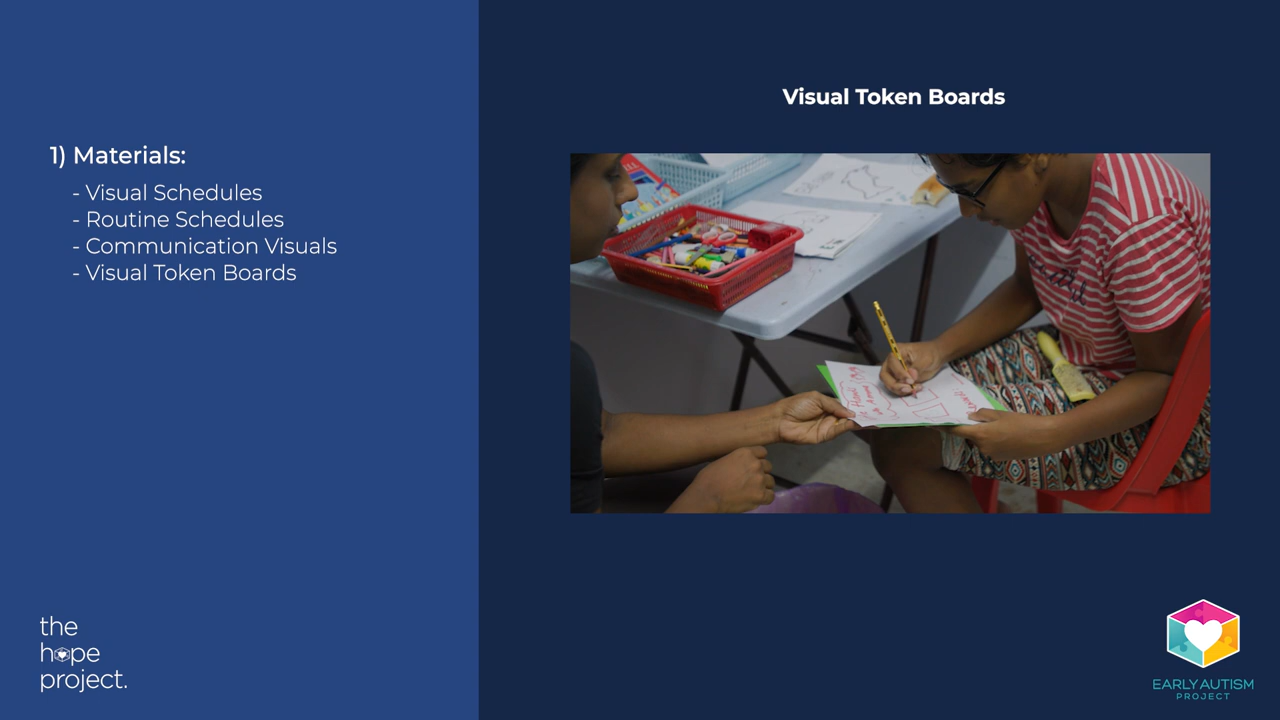 1) Materials:
- Visual Schedules
- Routine Schedules
- Communication Visuals
- Visual Token Boards
Visual Token Boards
the
hope
project.
EARLY AUTISM
PROJECT